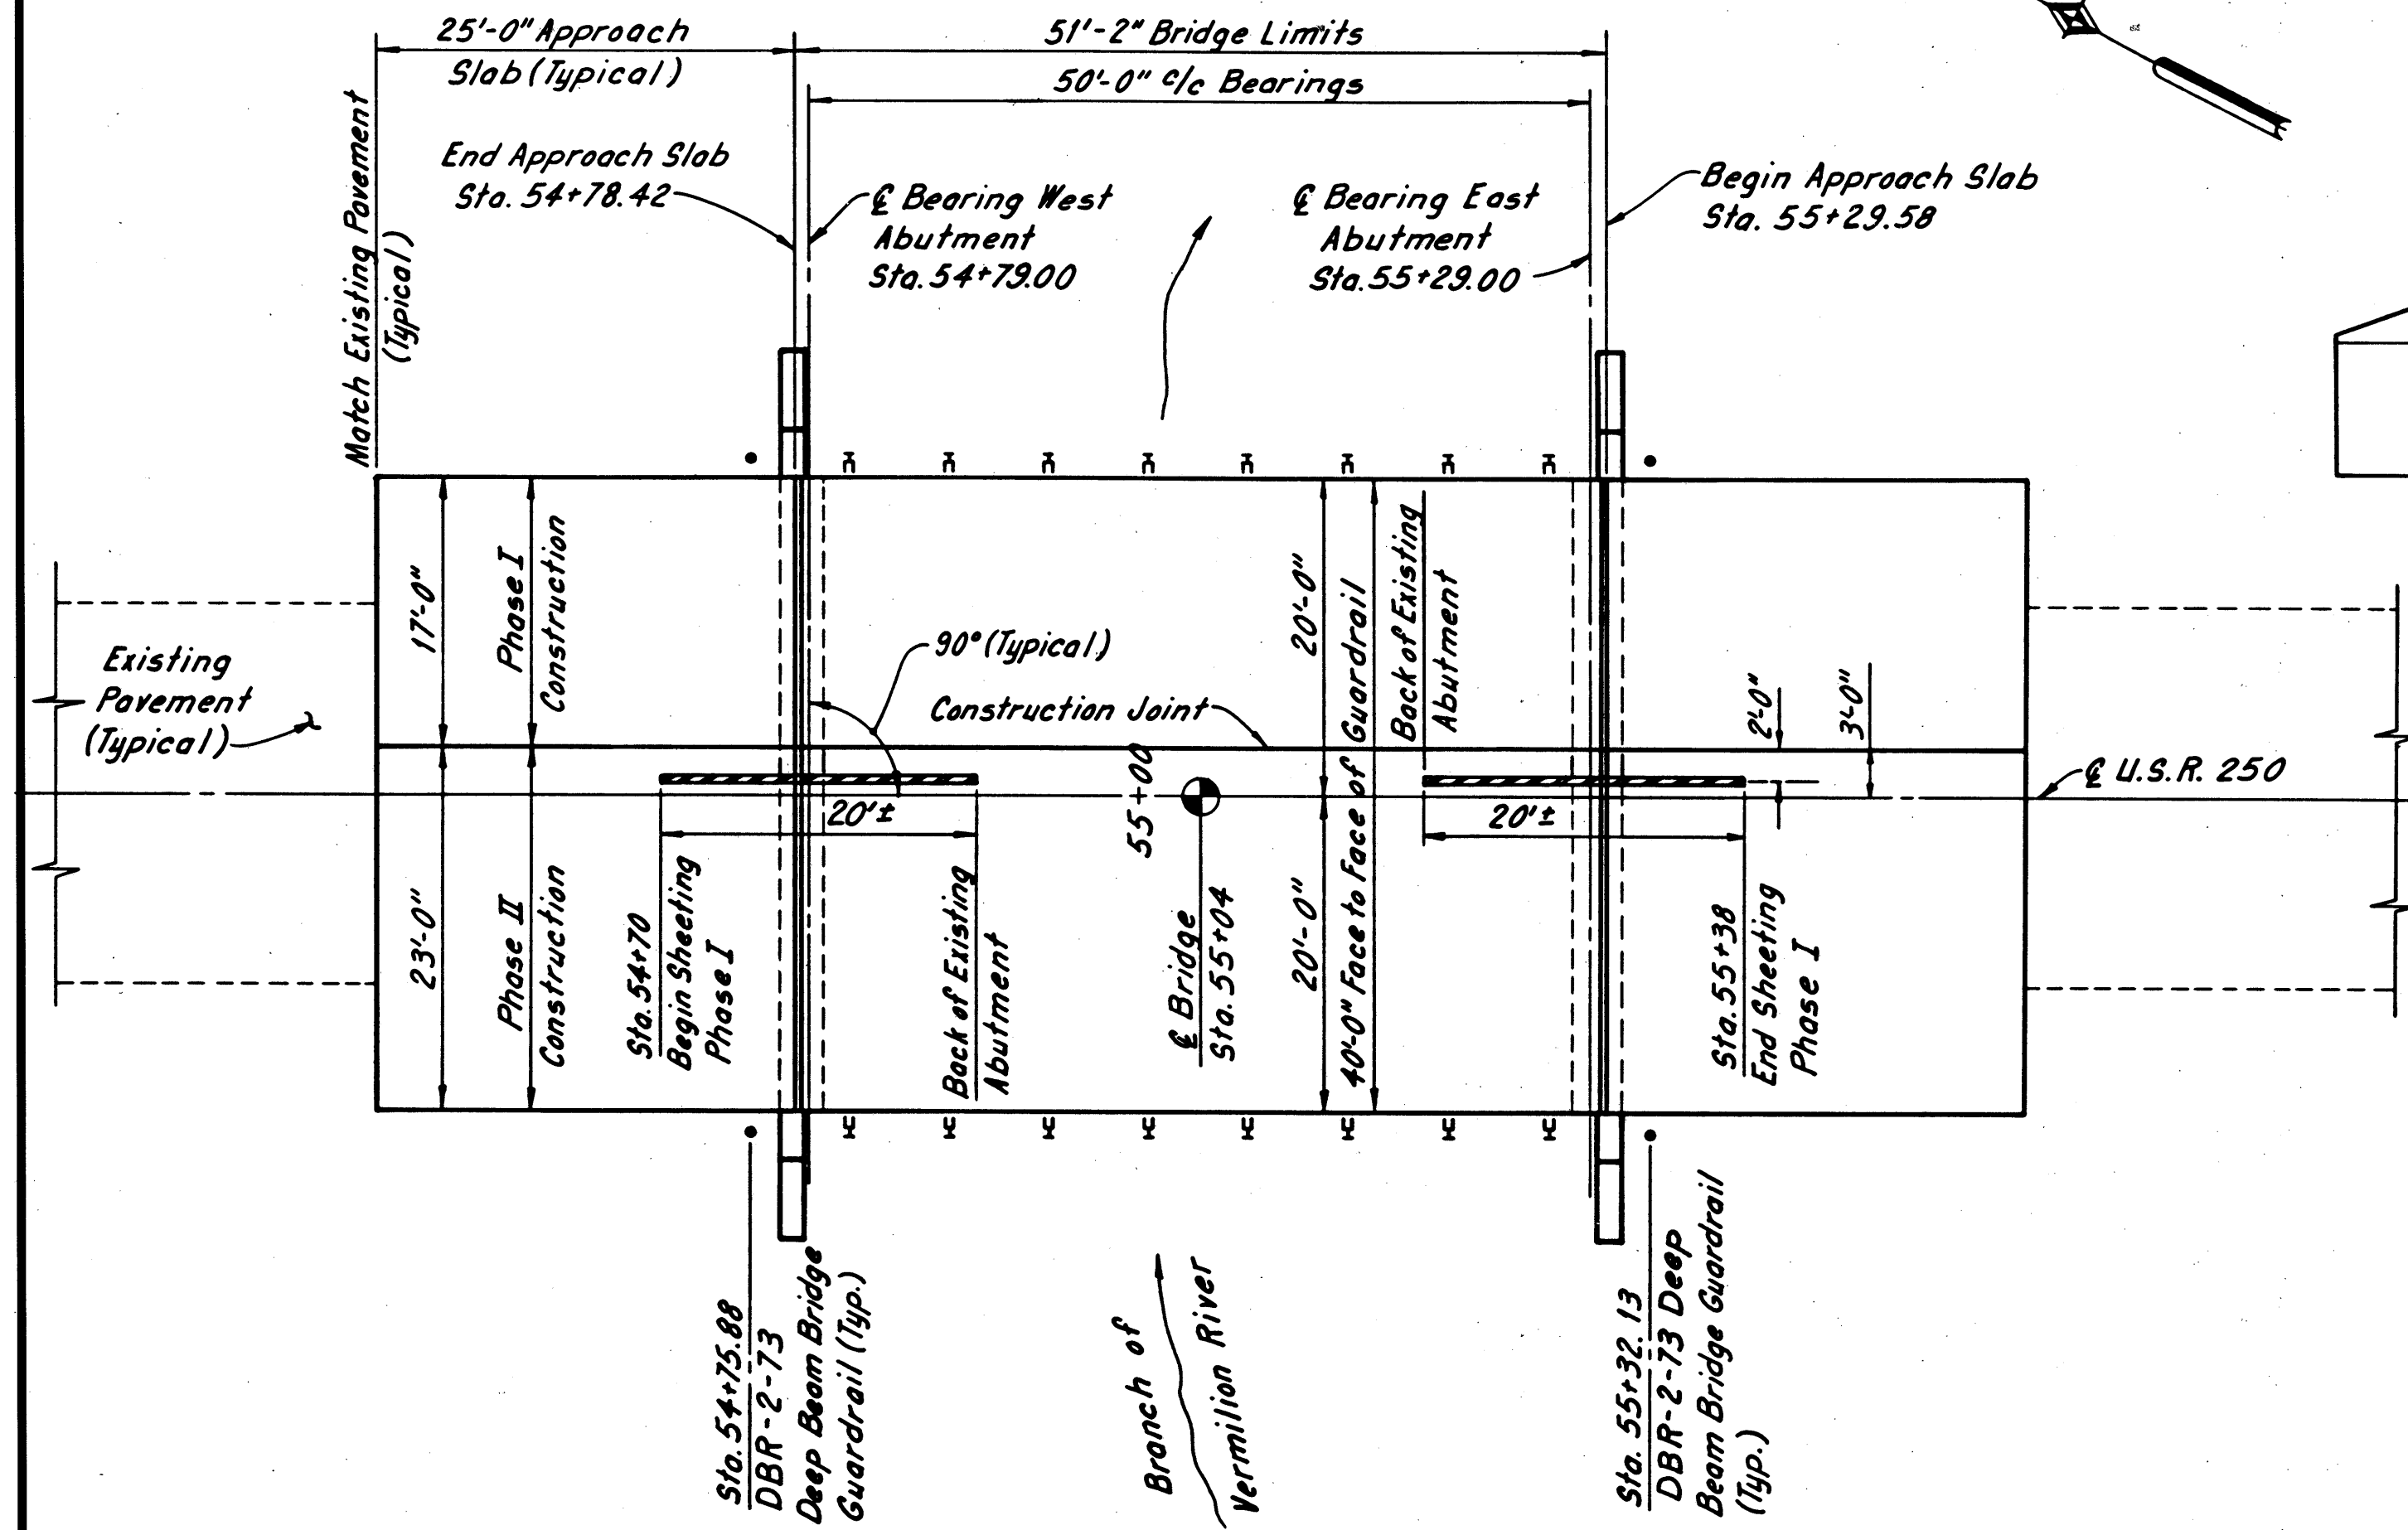 25'-0" Approach
Slab (Typical)
51'-2" Bridge Limits
50'-0" c/c Bearings
Match Existing Pavement
(Typical)
End Approach Slab
Sta. 54+78.42
℄ Bearing West
Abutment
Sta. 54+79.00
℄ Bearing East
Abutment
Sta. 55+29.00
Begin Approach Slab
Sta. 55+29.58
Existing
Pavement
(Typical)
17'-0"
Phase I
Construction
90° (Typical)
Construction Joint
20'-0"
40'-0" Face to Face of Guardrail
Back of Existing
Abutment
2'-0"
3'-0"
℄ U.S.R. 250
20'±
55+00
20'±
23'-0"
Phase II
Construction
Sta. 54+70
Begin Sheeting
Phase I
Back of Existing
Abutment
℄ Bridge
Sta. 55+04
20'-0"
Sta. 55+38
End Sheeting
Phase I
Sta. 54+75.88
DBR-2-73
Deep Beam Bridge
Guardrail (Typ.)
Branch of
Vermilion River
Sta. 55+32.13
DBR-2-73 Deep
Beam Bridge Guardrail
(Typ.)